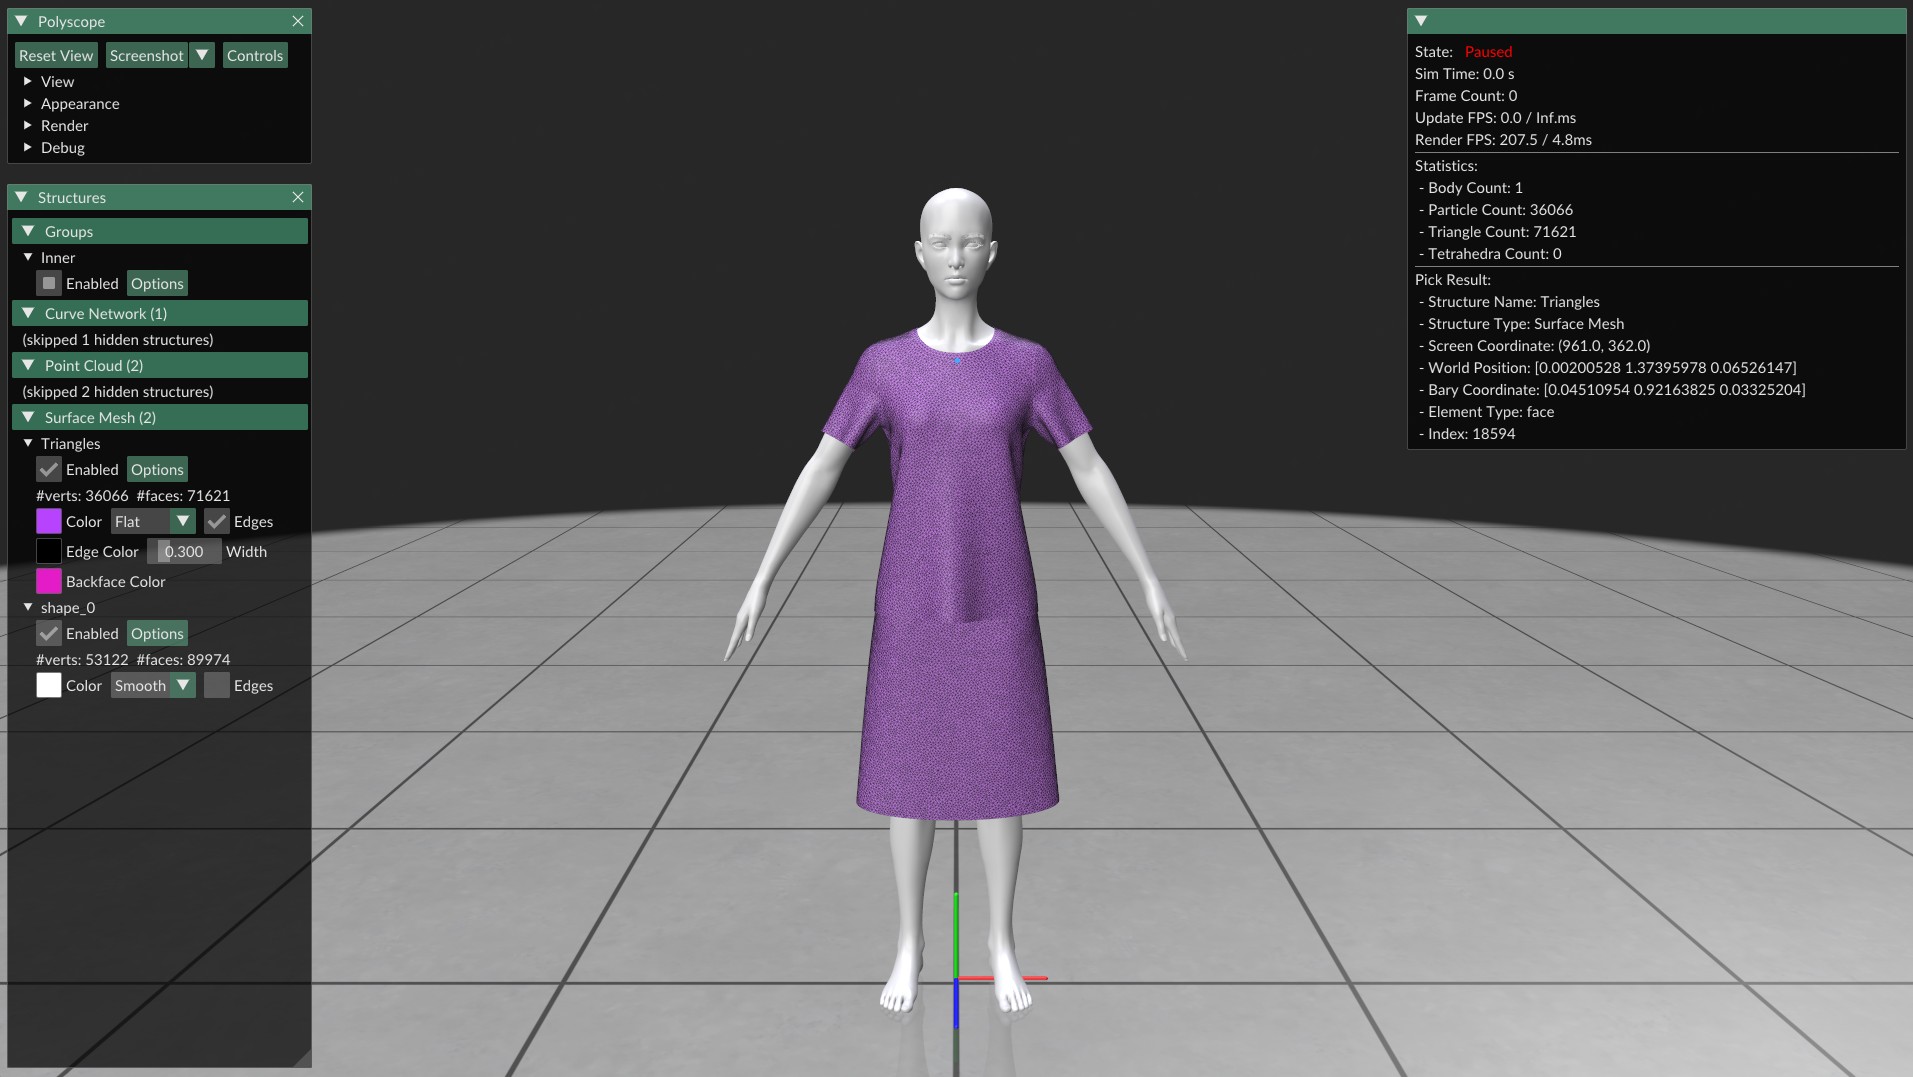 Polyscope
Reset View Screenshot Controls
View
Appearance
Render
Debug
Structures
Groups
Inner
Enabled Options
Curve Network (1)
(skipped 1 hidden structures)
Point Cloud (2)
(skipped 2 hidden structures)
Surface Mesh (2)
Triangles
Enabled Options
#verts: 36066 #faces: 71621
Color Flat Edges
Edge Color 0.300 Width
Backface Color
shape_0
Enabled Options
#verts: 53122 #faces: 89974
Color Smooth Edges
State: Paused
Sim Time: 0.0 s
Frame Count: 0
Update FPS: 0.0 / Inf.ms
Render FPS: 207.5 / 4.8ms
Statistics:
- Body Count: 1
- Particle Count: 36066
- Triangle Count: 71621
- Tetrahedra Count: 0
Pick Result:
- Structure Name: Triangles
- Structure Type: Surface Mesh
- Screen Coordinate: (961.0, 362.0)
- World Position: [0.00200528 1.37395978 0.06526147]
- Bary Coordinate: [0.04510954 0.92163825 0.03325204]
- Element Type: face
- Index: 18594